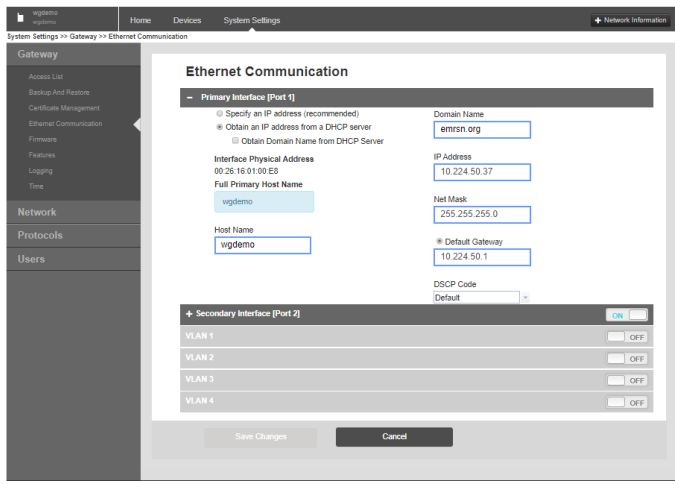 wgdemo
wgdemo
Home Devices System Settings
+ Network Information
System Settings >> Gateway >> Ethernet Communication
Gateway
Access List
Backup And Restore
Certificate Management
Ethernet Communication
Firmware
Features
Logging
Time
Network
Protocols
Users
Ethernet Communication
– Primary Interface [Port 1]
Specify an IP address (recommended)
Obtain an IP address from a DHCP server
Obtain Domain Name from DHCP Server
Interface Physical Address
00:26:16:01:00:E8
Full Primary Host Name
wgdemo
Host Name
wgdemo
Domain Name
emrsn.org
IP Address
10.224.50.37
Net Mask
255.255.255.0
Default Gateway
10.224.50.1
DSCP Code
Default
+ Secondary Interface [Port 2] ON
VLAN 1 OFF
VLAN 2 OFF
VLAN 3 OFF
VLAN 4 OFF
Save Changes Cancel